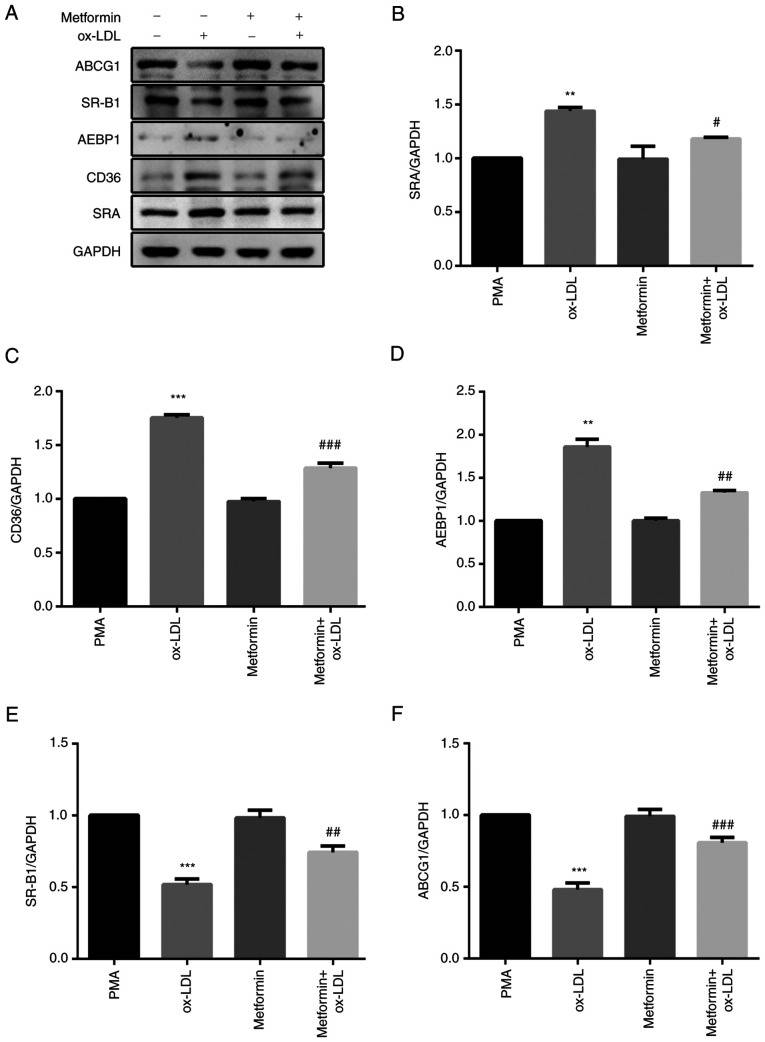 A
Metformin – – + +
ox-LDL – + – +
ABCG1
SR-B1
AEBP1
CD36
SRA
GAPDH
B
SRA/GAPDH
2.0
1.5
1.0
0.5
0.0
**
#
PMA
ox-LDL
Metformin
Metformin+
ox-LDL
C
CD36/GAPDH
2.0
1.5
1.0
0.5
0.0
***
###
PMA
ox-LDL
Metformin
Metformin+
ox-LDL
D
AEBP1/GAPDH
2.5
2.0
1.5
1.0
0.5
0.0
**
##
PMA
ox-LDL
Metformin
Metformin+
ox-LDL
E
SR-B1/GAPDH
1.5
1.0
0.5
0.0
***
##
PMA
ox-LDL
Metformin
Metformin+
ox-LDL
F
ABCG1/GAPDH
1.5
1.0
0.5
0.0
***
###
PMA
ox-LDL
Metformin
Metformin+
ox-LDL